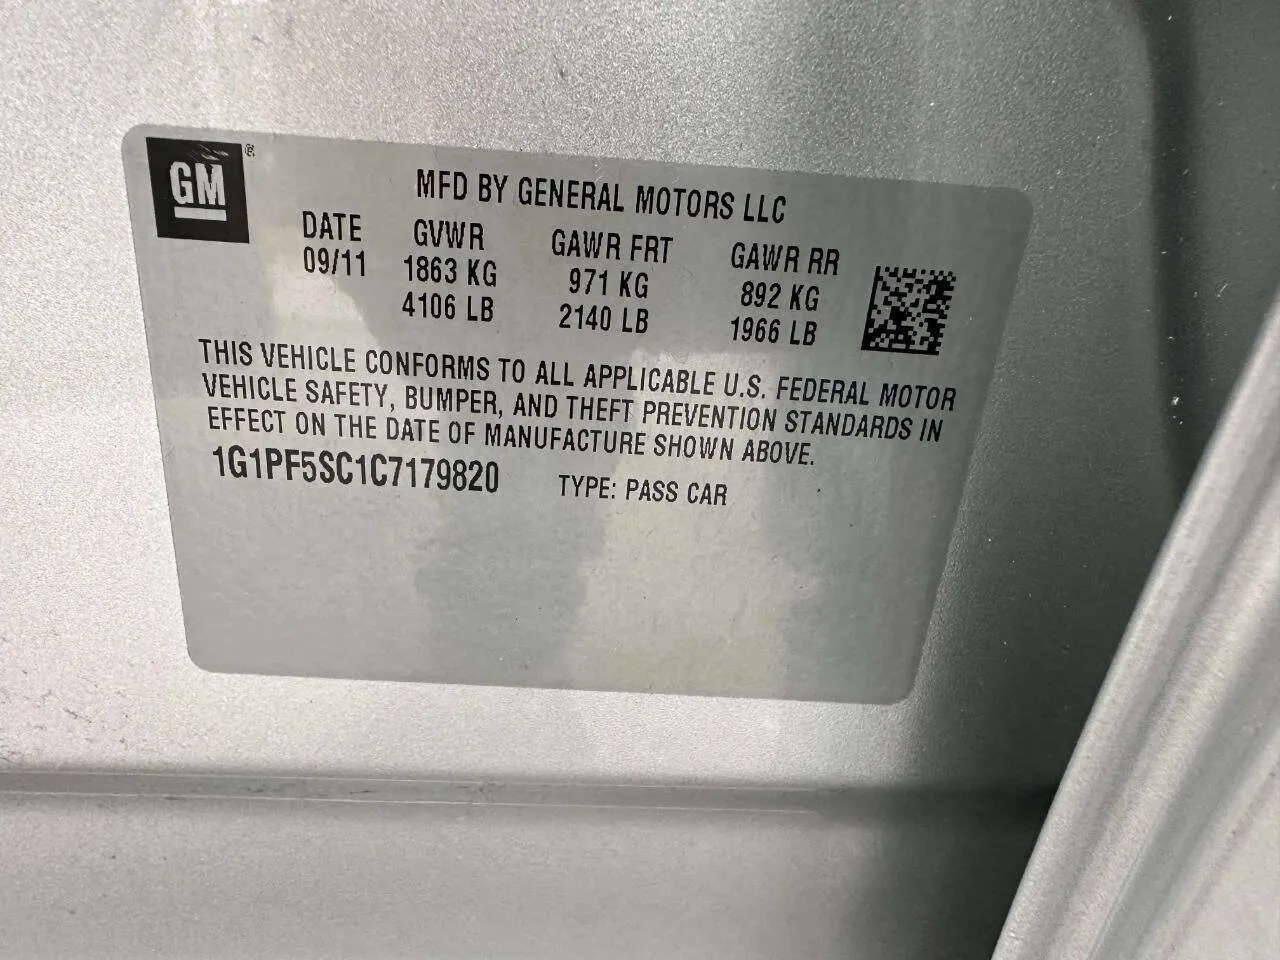 GM ®
MFD BY GENERAL MOTORS LLC
DATE GVWR GAWR FRT GAWR RR
09/11 1863 KG 971 KG 892 KG
4106 LB 2140 LB 1966 LB
THIS VEHICLE CONFORMS TO ALL APPLICABLE U.S. FEDERAL MOTOR
VEHICLE SAFETY, BUMPER, AND THEFT PREVENTION STANDARDS IN
EFFECT ON THE DATE OF MANUFACTURE SHOWN ABOVE.
1G1PF5SC1C7179820 TYPE: PASS CAR